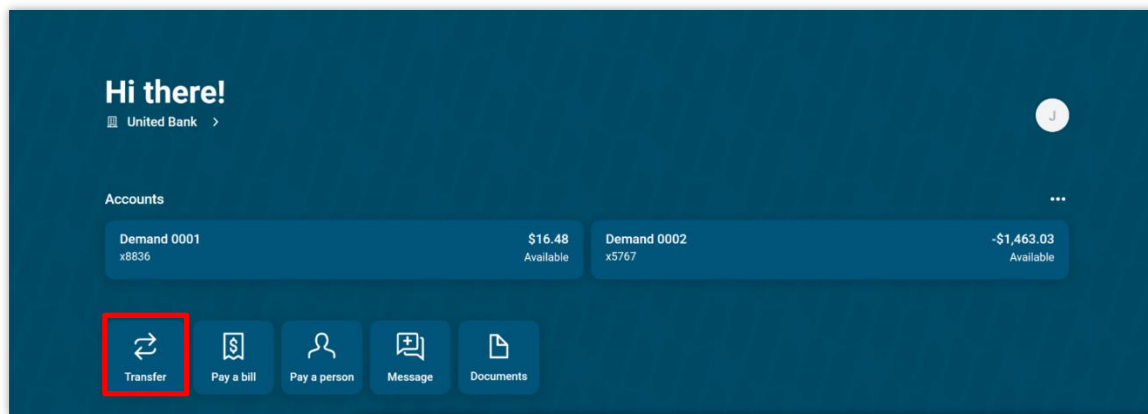 Hi there!
United Bank
J
Accounts
Demand 0001 $16.48
x8836 Available
Demand 0002 -$1,463.03
x5767 Available
Transfer
Pay a bill
Pay a person
Message
Documents